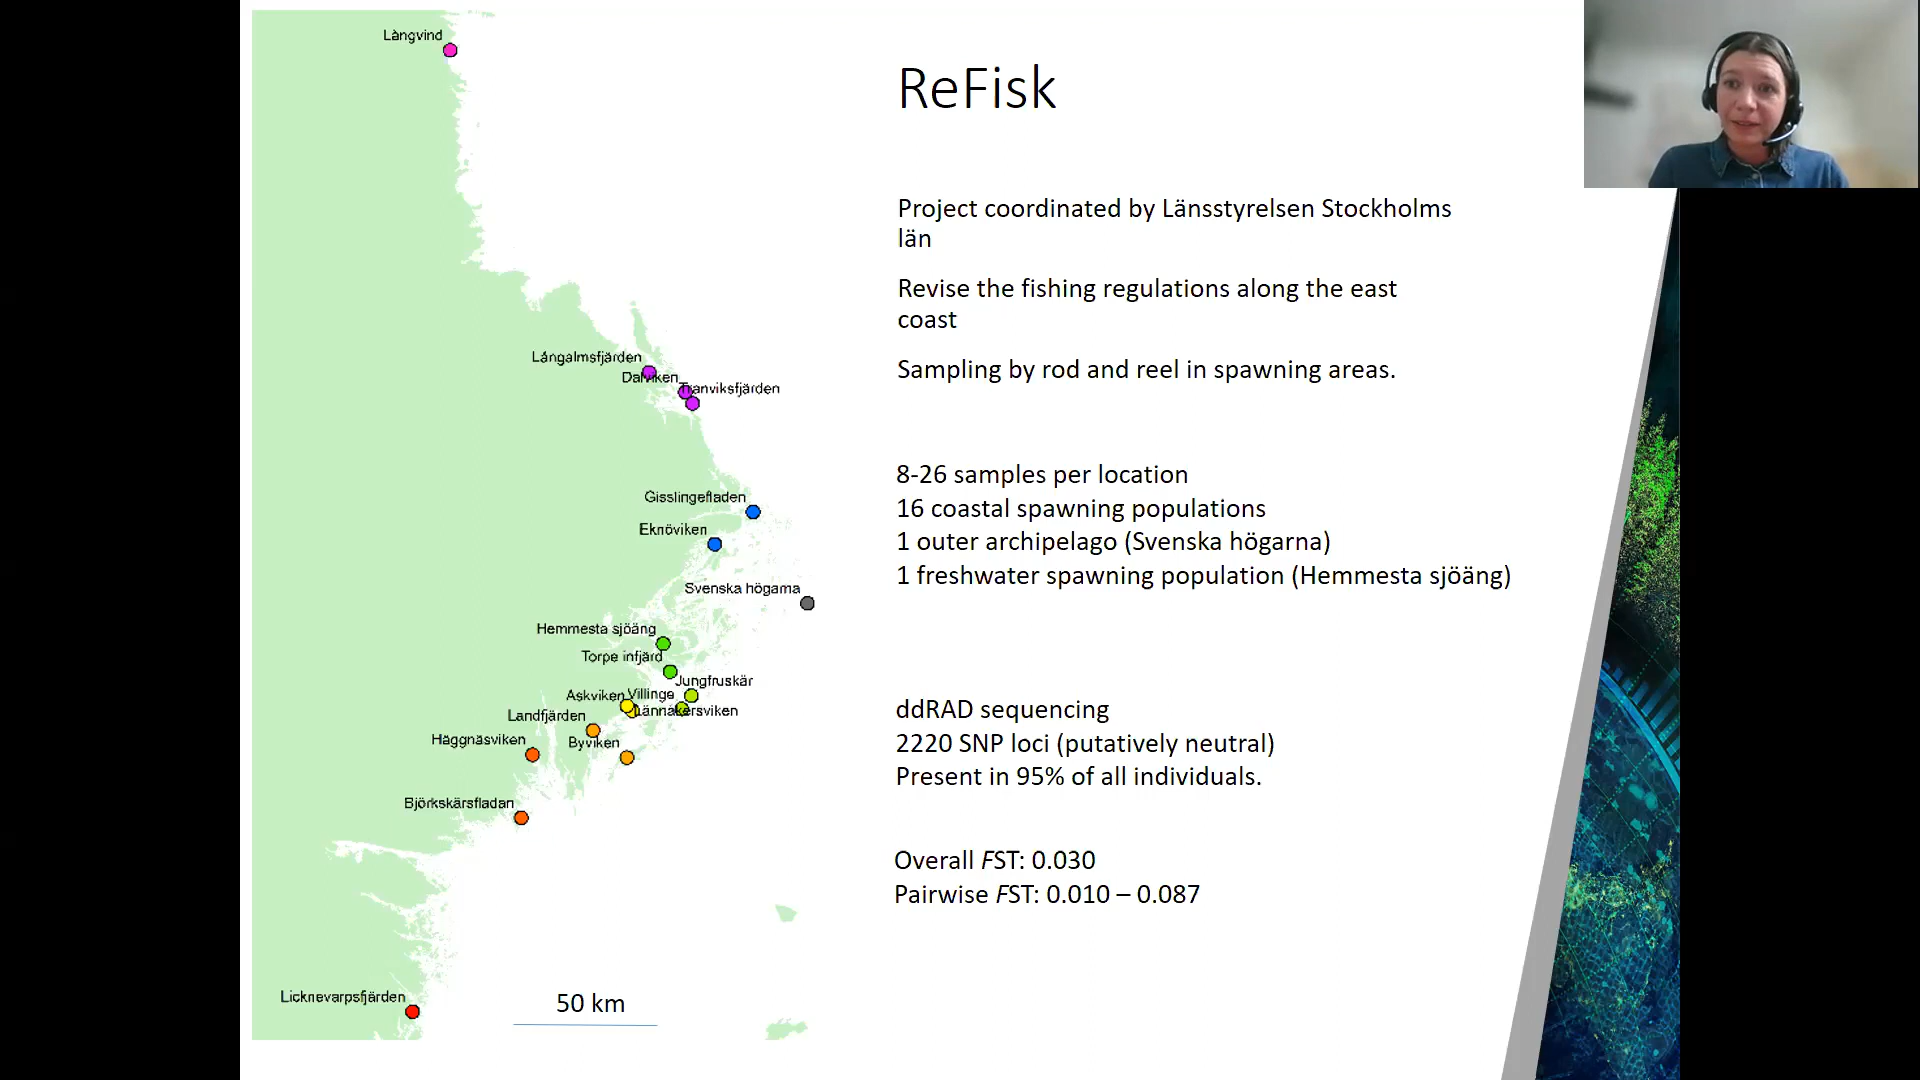 Långvind
ReFisk
Project coordinated by Länsstyrelsen Stockholms
län
Revise the fishing regulations along the east
coast
Sampling by rod and reel in spawning areas.
8-26 samples per location
16 coastal spawning populations
1 outer archipelago (Svenska högarna)
1 freshwater spawning population (Hemmesta sjöäng)
ddRAD sequencing
2220 SNP loci (putatively neutral)
Present in 95% of all individuals.
Overall FST: 0.030
Pairwise FST: 0.010 – 0.087
Långalmsfjärden
Dalviken
Tranviksfjärden
Gisslingefladen
Eknöviken
Svenska högarna
Hemmesta sjöäng
Torpe infjärd
Jungfruskär
Askviken
Villinge
Lännåkersviken
Landfjärden
Häggnäsviken
Byviken
Björkskärsfladan
Licknevarpsfjärden
50 km